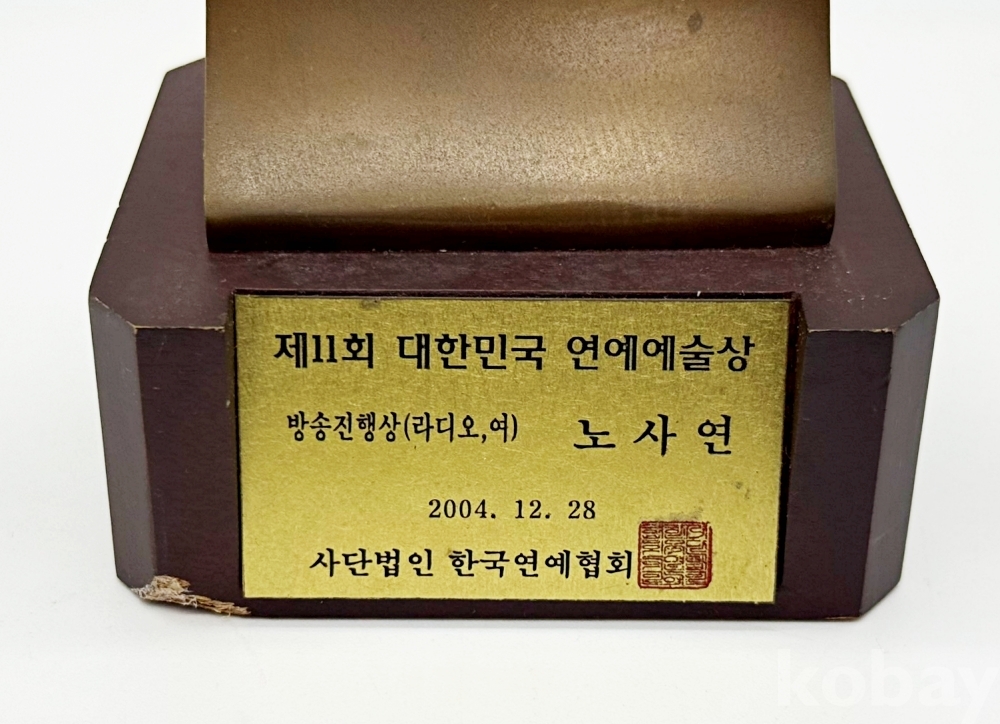 제11회 대한민국 연예예술상
방송진행상(라디오,여) 노사연
2004. 12. 28
사단법인 한국연예협회
kobay